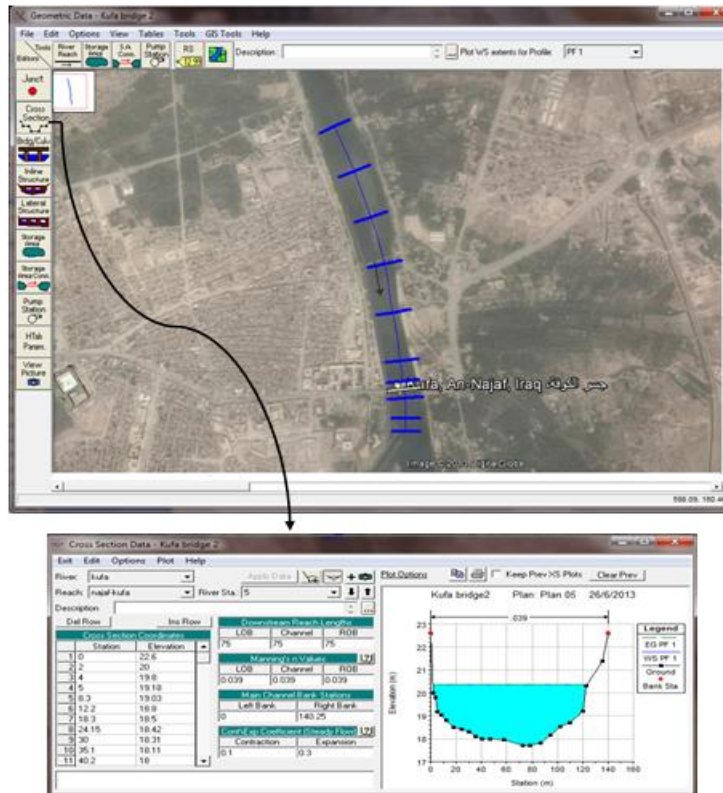 Geometric Data - Kufa bridge 2
File Edit Options View Tables Tools GIS Tools Help
Tools
Editors
River Reach
Storage Area
S.A. Conn.
Pump Station
RS
Description :
Plot WS extents for Profile:
PF 1
Junct.
Cross Section
Brdg/Culv
Inline Structure
Lateral Structure
Storage Area
Storage Area Conn.
Pump Station
HTab Param.
View Picture
Kufa, An-Najaf, Iraq جسر الكوفة
Cross Section Data - Kufa bridge 2
Exit Edit Options Plot Help
River: kufa
Apply Data
Plot Options
Keep Prev XS Plots
Clear Prev
Reach: najaf-kufa
River Sta.: 5
Description
Del Row
Ins Row
Cross Section Coordinates
Station Elevation
1 0 22.6
2 2 20
3 4 19.8
4 5 19.18
5 8.3 19.03
6 12.2 18.8
7 18.3 18.5
8 24.15 18.42
9 30 18.31
10 35.1 18.11
11 40.2 18
Downstream Reach Lengths
LOB Channel ROB
75 75 75
Manning's n Values
LOB Channel ROB
0.039 0.039 0.039
Main Channel Bank Stations
Left Bank Right Bank
0 140.25
Cont\Exp Coefficient (Steady Flow)
Contraction Expansion
0.1 0.3
Kufa bridge2 Plan: Plan 05 26/6/2013
.039
Legend
EG PF 1
WS PF 1
Ground
Bank Sta
Elevation (m)
23
22
21
20
19
18
17
0 20 40 60 80 100 120 140 160
Station (m)